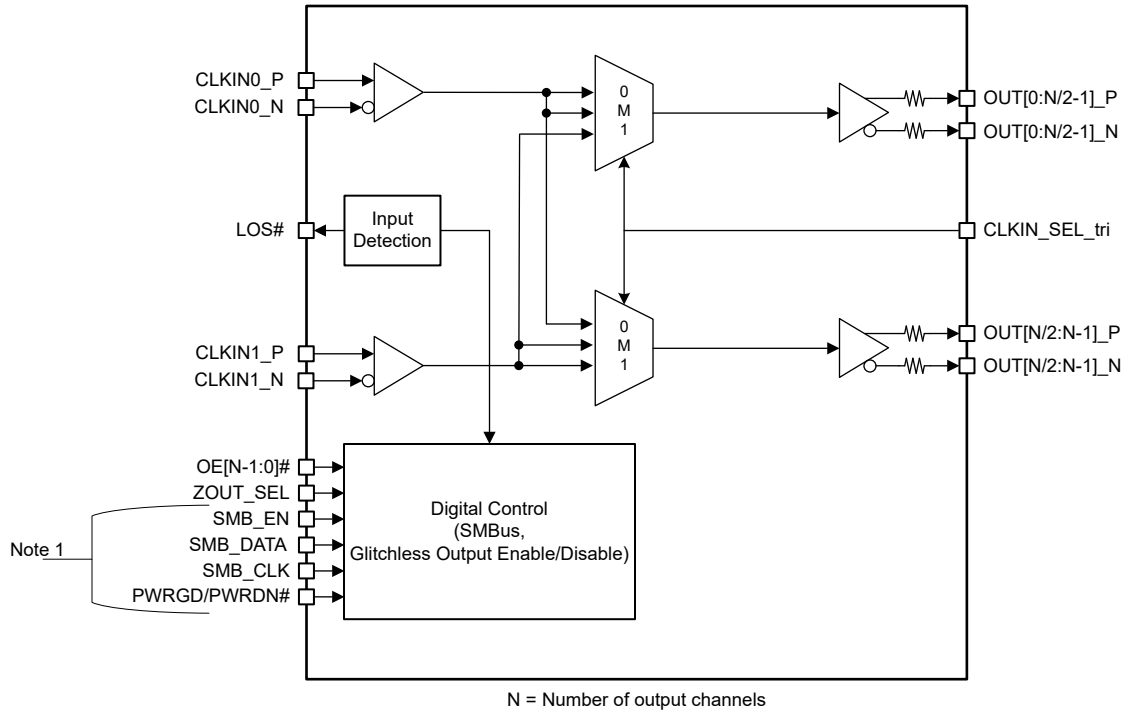 CLKIN0_P
CLKIN0_N
0
M
1
OUT[0:N/2-1]_P
OUT[0:N/2-1]_N
LOS#
Input
Detection
CLKIN_SEL_tri
CLKIN1_P
CLKIN1_N
0
M
1
OUT[N/2:N-1]_P
OUT[N/2:N-1]_N
OE[N-1:0]#
ZOUT_SEL
SMB_EN
SMB_DATA
SMB_CLK
PWRGD/PWRDN#
Note 1
Digital Control
(SMBus,
Glitchless Output Enable/Disable)
N = Number of output channels